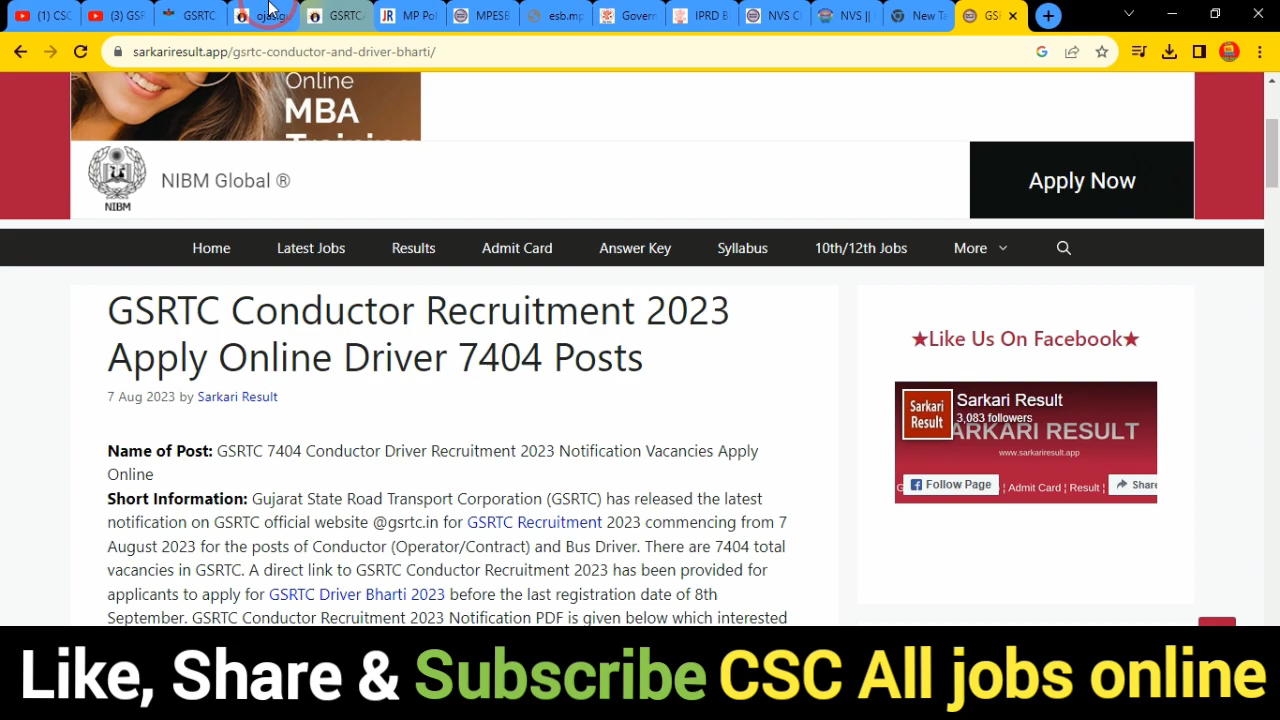 (1) CSC
(3) GSR
GSRTC
ojas.gu
GSRTC
MP Pol
MPESB
esb.mp
Govern
IPRD B
NVS Cl
NVS ||
New Ta
GSR
sarkariresult.app/gsrtc-conductor-and-driver-bharti/
Online
MBA
Training
NIBM
NIBM Global ®
Apply Now
Home
Latest Jobs
Results
Admit Card
Answer Key
Syllabus
10th/12th Jobs
More
GSRTC Conductor Recruitment 2023
Apply Online Driver 7404 Posts
7 Aug 2023 by Sarkari Result
Name of Post: GSRTC 7404 Conductor Driver Recruitment 2023 Notification Vacancies Apply
Online
Short Information: Gujarat State Road Transport Corporation (GSRTC) has released the latest
notification on GSRTC official website @gsrtc.in for GSRTC Recruitment 2023 commencing from 7
August 2023 for the posts of Conductor (Operator/Contract) and Bus Driver. There are 7404 total
vacancies in GSRTC. A direct link to GSRTC Conductor Recruitment 2023 has been provided for
applicants to apply for GSRTC Driver Bharti 2023 before the last registration date of 8th
September. GSRTC Conductor Recruitment 2023 Notification PDF is given below which interested
★Like Us On Facebook★
Sarkari
Result
Sarkari Result
3,083 followers
ARKARI RESULT
www.sarkariresult.app
G
Follow Page
¦ Admit Card ¦ Result ¦
Share
Like, Share & Subscribe CSC All jobs online